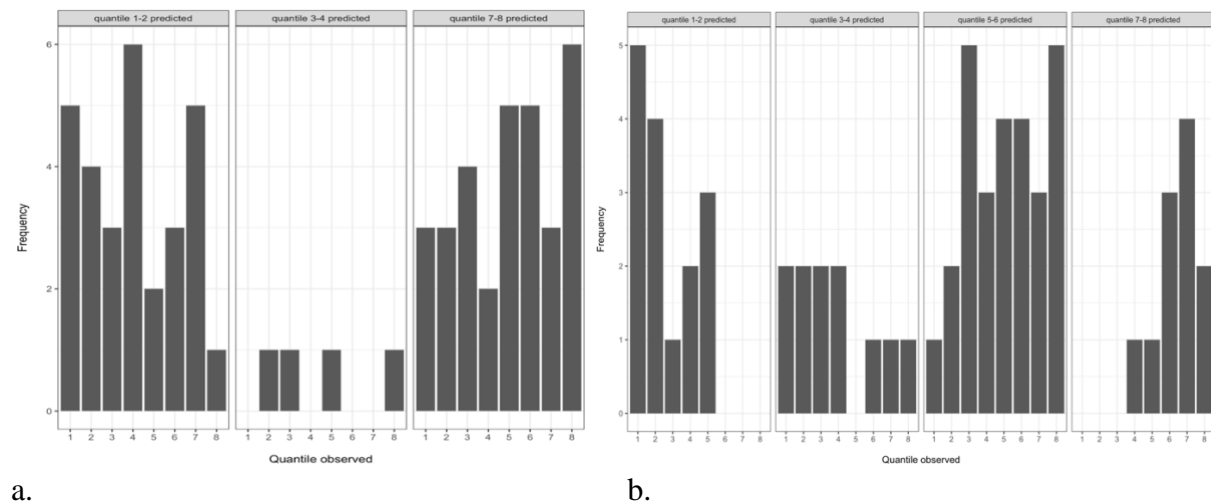 quantile 1-2 predicted quantile 3-4 predicted quantile 7-8 predicted
6
4
2
0
Frequency
1 2 3 4 5 6 7 8 1 2 3 4 5 6 7 8 1 2 3 4 5 6 7 8
Quantile observed
a.
quantile 1-2 predicted quantile 3-4 predicted quantile 5-6 predicted quantile 7-8 predicted
5
4
3
2
1
0
Frequency
1 2 3 4 5 6 7 8 1 2 3 4 5 6 7 8 1 2 3 4 5 6 7 8 1 2 3 4 5 6 7 8
Quantile observed
b.